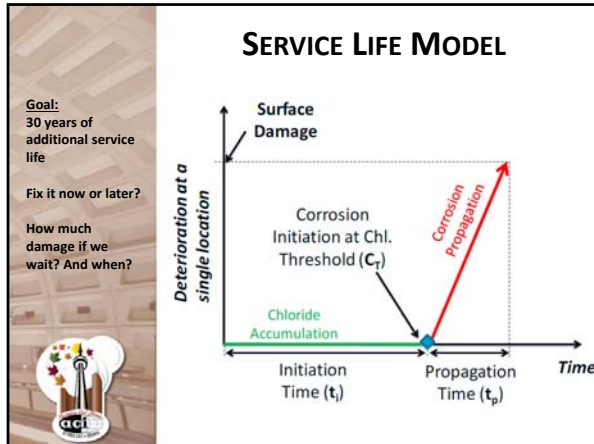 SERVICE LIFE MODEL
Goal:
30 years of
additional service
life
Fix it now or later?
How much
damage if we
wait? And when?
Surface
Damage
Deterioration at a
single location
Corrosion
Initiation at Chl.
Threshold (CT)
Corrosion
Propagation
Chloride
Accumulation
Time
Initiation
Time (ti)
Propagation
Time (tp)
aci